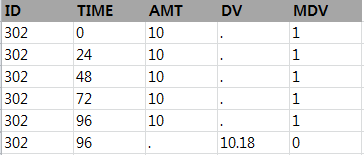 ID TIME AMT DV MDV
302 0 10 . 1
302 24 10 . 1
302 48 10 . 1
302 72 10 . 1
302 96 10 . 1
302 96 . 10.18 0